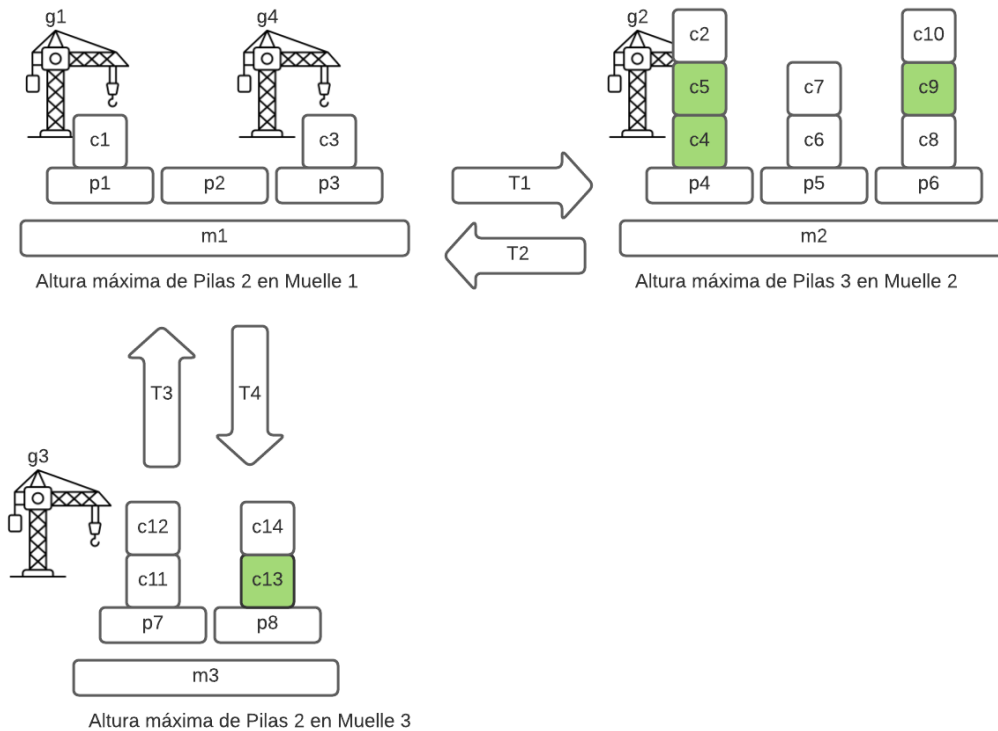 g1
g4
g2
c2
c10
c5
c7
c9
c1
c3
c4
c6
c8
p1
p2
p3
T1
p4
p5
p6
m1
T2
m2
Altura máxima de Pilas 2 en Muelle 1
Altura máxima de Pilas 3 en Muelle 2
T3
T4
g3
c12
c14
c11
c13
p7
p8
m3
Altura máxima de Pilas 2 en Muelle 3